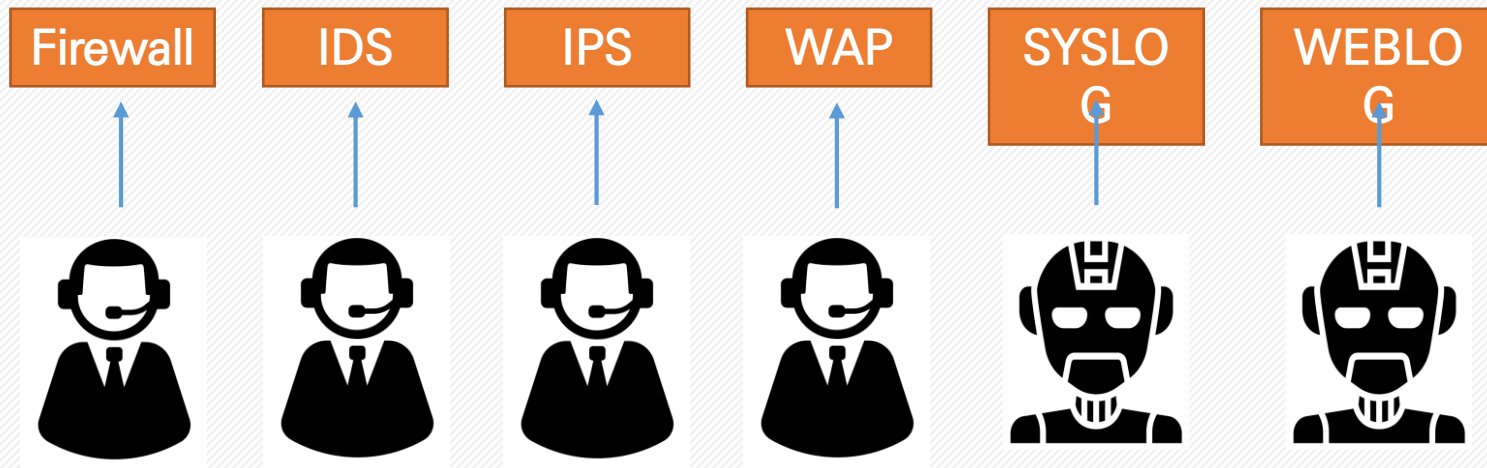 Firewall
IDS
IPS
WAP
SYSLO
G
WEBLO
G